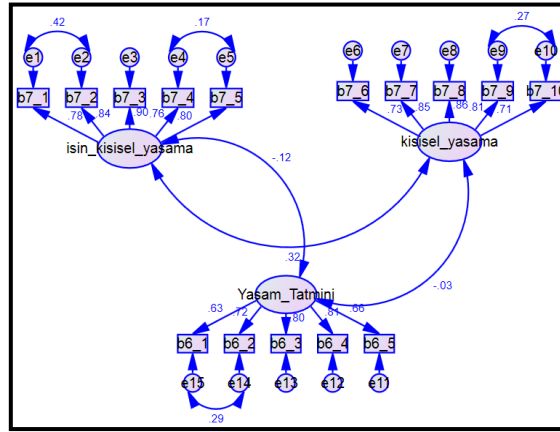 .42 .17 .27
e1 e2 e3 e4 e5 e6 e7 e8 e9 e10
b7_1 b7_2 b7_3 b7_4 b7_5 b7_6 b7_7 b7_8 b7_9 b7_10
.78 .84 .90 .76 .80 .73 .85 .86 .81 .71
isin_kisisel_yasama kisisel_yasama
-.12
.32
-.03
Yasam_Tatmini
.63 .72 .80 .81 .66
b6_1 b6_2 b6_3 b6_4 b6_5
e15 e14 e13 e12 e11
.29